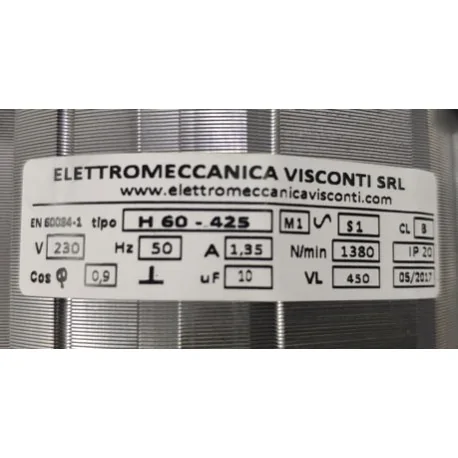 ELETTROMECCANICA VISCONTI SRL
www.elettromeccanicavisconti.com
EN 60034-1 tipo H 60 - 425 M1 ∿ S1 CL B
V 230 Hz 50 A 1,35 N/min 1380 IP 20
Cos φ 0,9 ⊥ uF 10 VL 450 05/2017